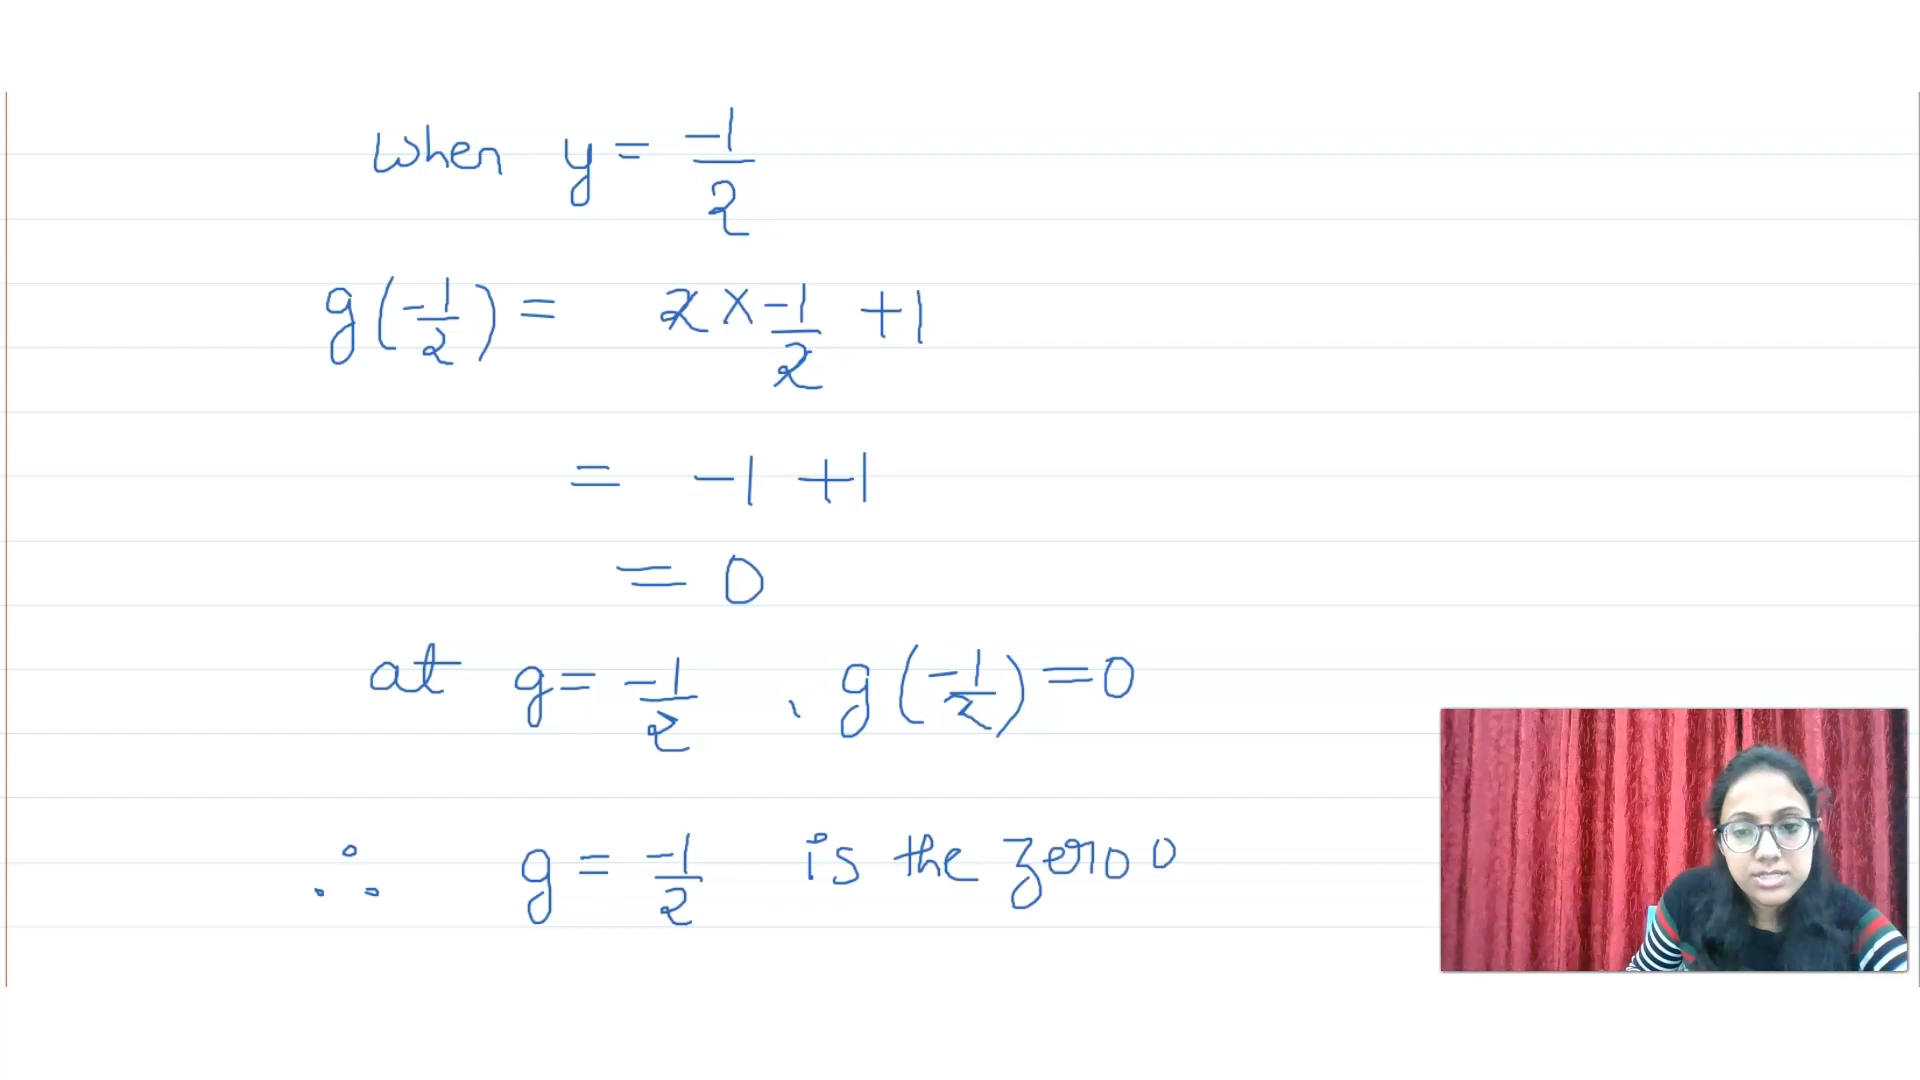 when y = -1/2
g(-1/2) = 2 × -1/2 + 1
= -1 + 1
= 0
at g = -1/2 , g(-1/2) = 0
∴ g = -1/2 is the zero o